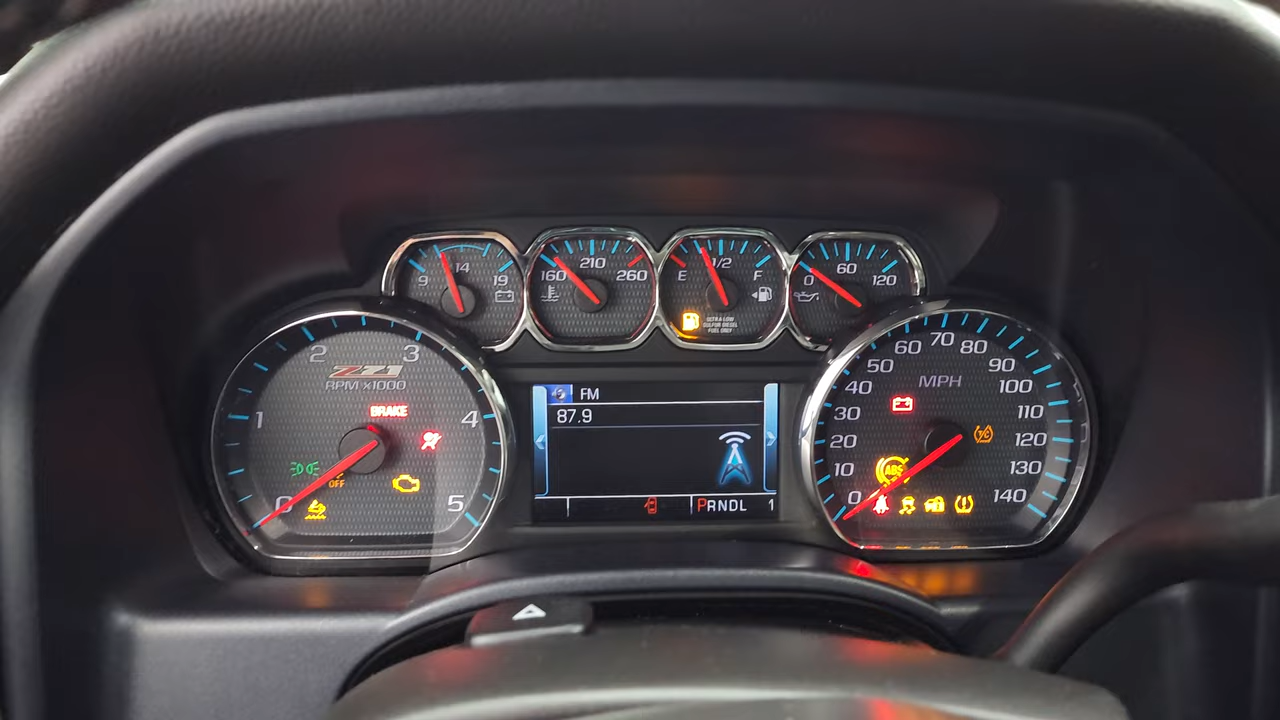 9 14 19
160 210 260
E 1/2 F
ULTRA LOW
SULFUR DIESEL
FUEL ONLY
0 60 120
Z71
RPM x1000
0 1 2 3 4 5
BRAKE
OFF
FM
87.9
PRNDL 1
MPH
0 10 20 30 40 50 60 70 80 90 100 110 120 130 140
T/C
ABS